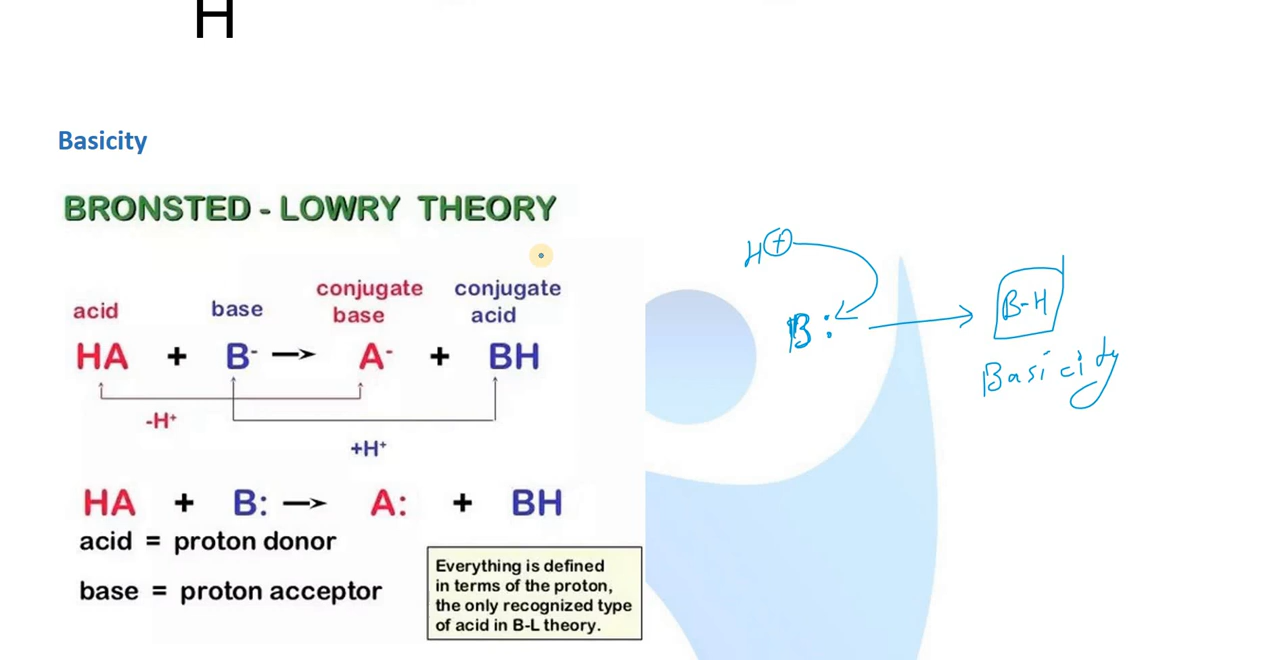 H
Basicity
BRONSTED - LOWRY THEORY
acid base conjugate base conjugate acid
HA + B- → A- + BH
-H+
+H+
HA + B: → A: + BH
acid = proton donor
base = proton acceptor
Everything is defined
in terms of the proton,
the only recognized type
of acid in B-L theory.
H⊕
B: → B-H
Basicity